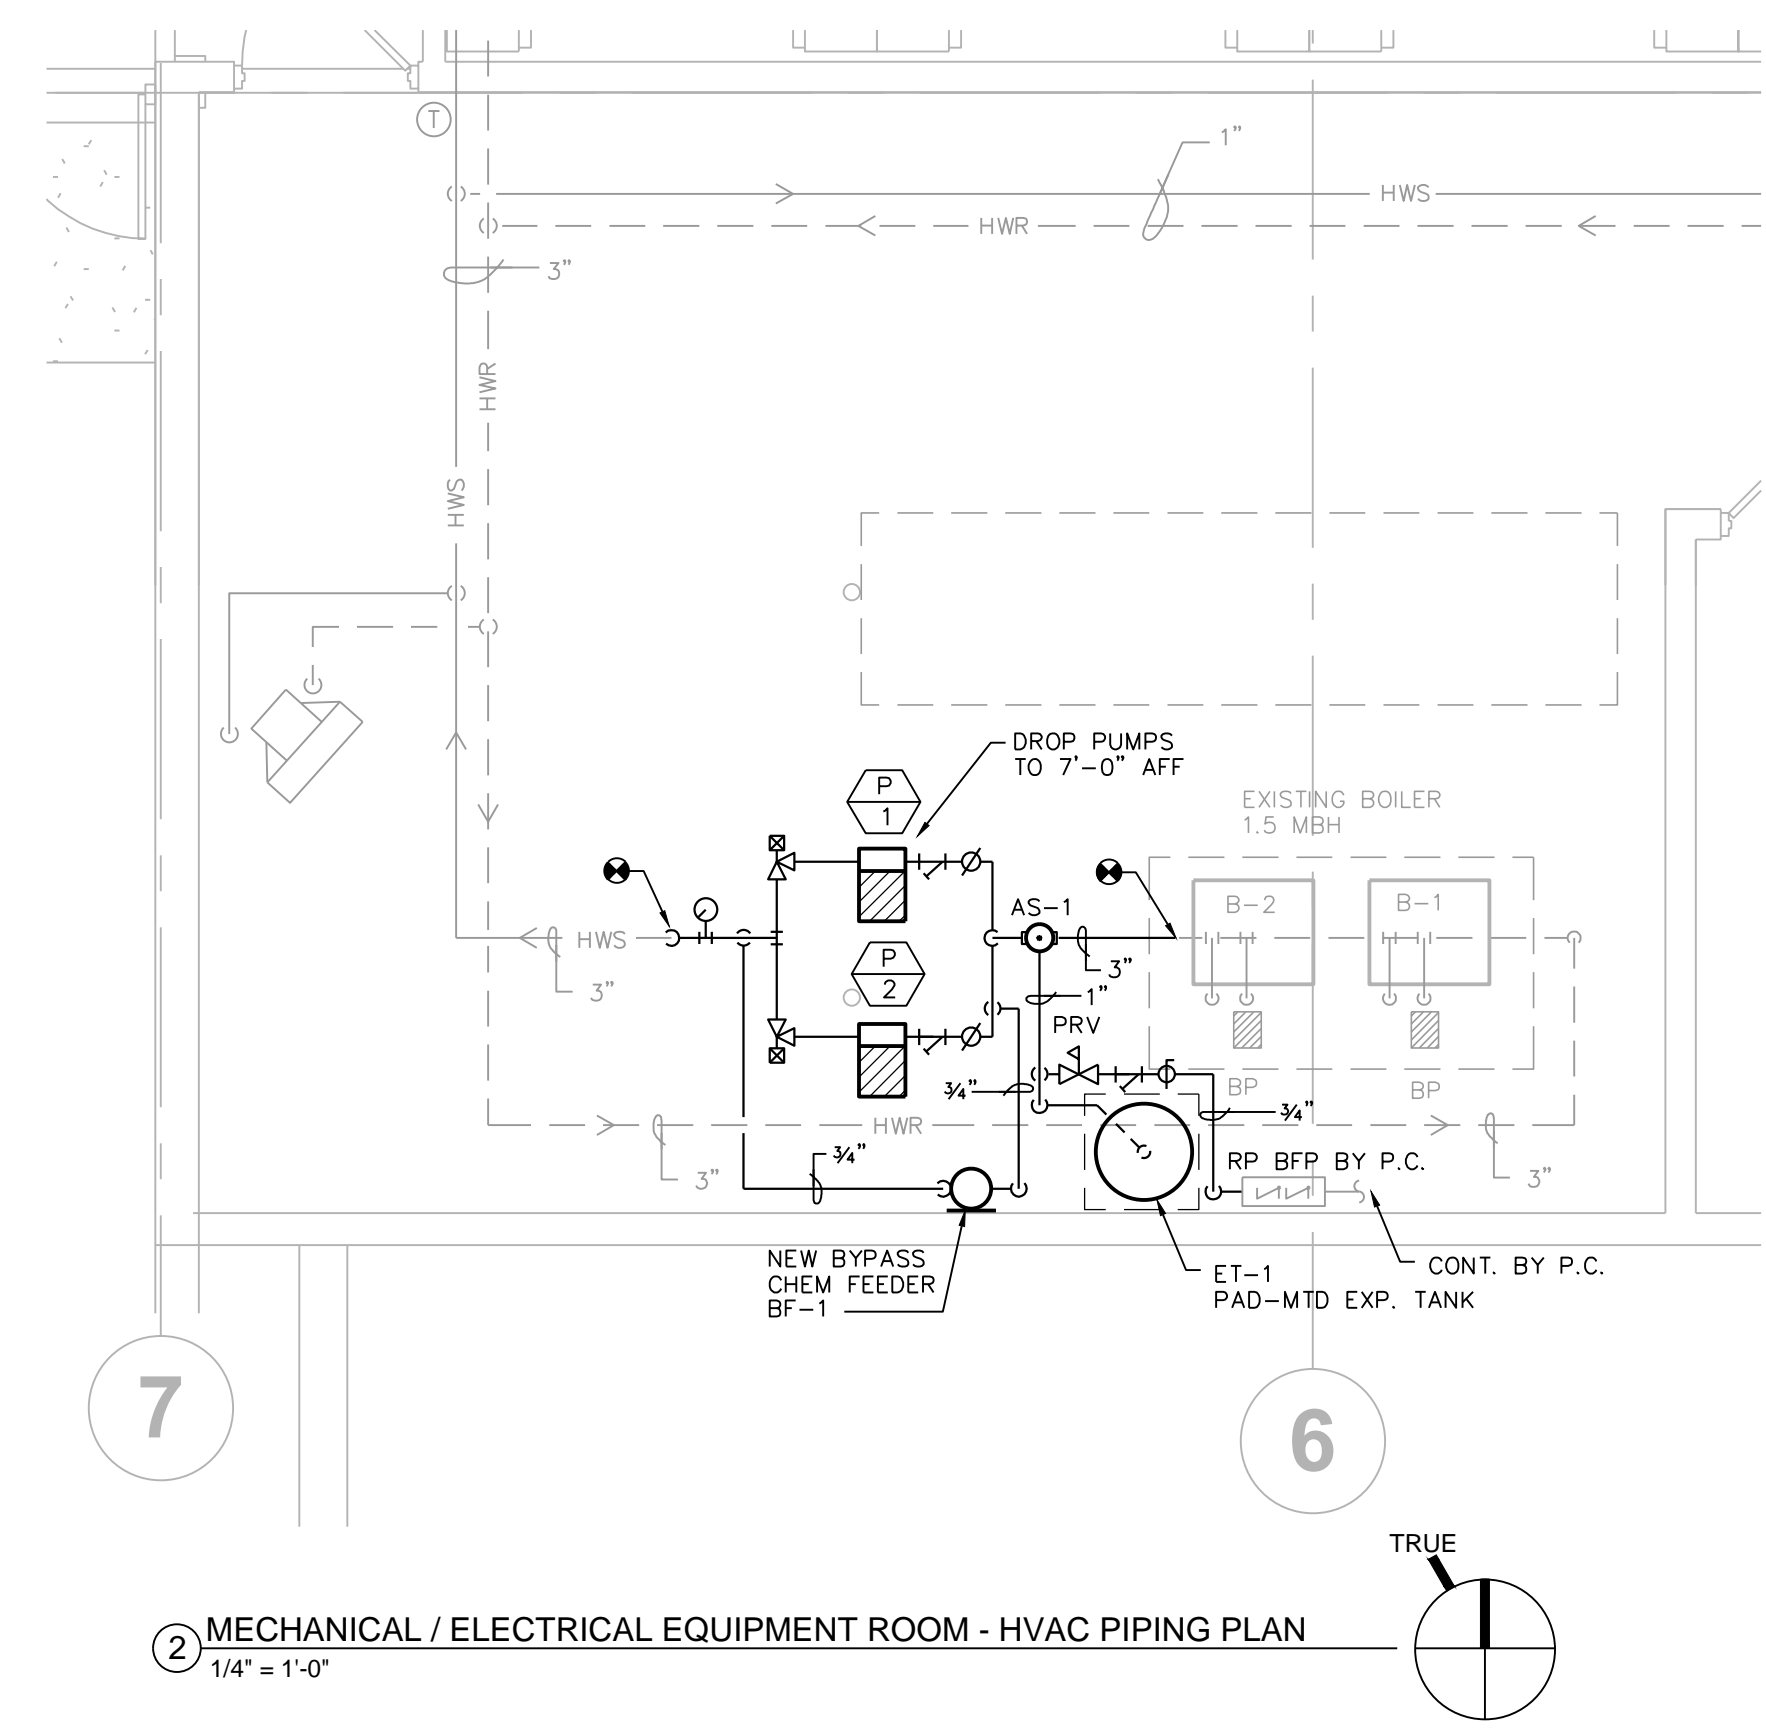 T
1"
HWS
HWR
3"
HWR
HWS
DROP PUMPS
TO 7'-0" AFF
P
1
EXISTING BOILER
1.5 MBH
AS-1
B-2
B-1
HWS
3"
P
2
3"
1"
PRV
3/4"
BP
BP
HWR
3/4"
3/4"
3"
RP BFP BY P.C.
3"
NEW BYPASS
CHEM FEEDER
BF-1
ET-1
PAD-MTD EXP. TANK
CONT. BY P.C.
7
6
TRUE
2
MECHANICAL / ELECTRICAL EQUIPMENT ROOM - HVAC PIPING PLAN
1/4" = 1'-0"